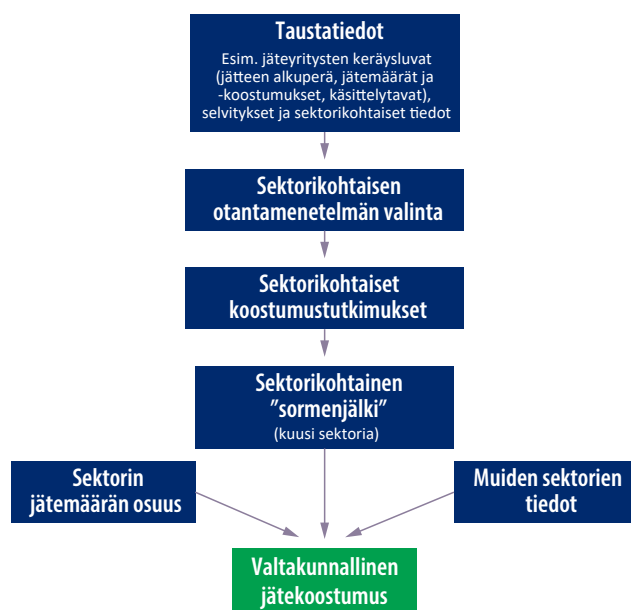 Taustatiedot
Esim. jäteyritysten keräysluvat
(jätteen alkuperä, jätemäärät ja
-koostumukset, käsittelytavat),
selvitykset ja sektorikohtaiset tiedot
Sektorikohtaisen
otantamenetelmän valinta
Sektorikohtaiset
koostumustutkimukset
Sektorikohtainen
”sormenjälki”
(kuusi sektoria)
Sektorin
jätemäärän osuus
Muiden sektorien
tiedot
Valtakunnallinen
jätekoostumus